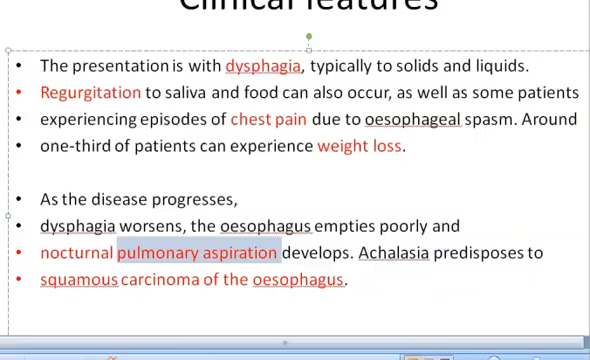 Clinical features
• The presentation is with dysphagia, typically to solids and liquids.
• Regurgitation to saliva and food can also occur, as well as some patients
• experiencing episodes of chest pain due to oesophageal spasm. Around
• one-third of patients can experience weight loss.
• As the disease progresses,
• dysphagia worsens, the oesophagus empties poorly and
• nocturnal pulmonary aspiration develops. Achalasia predisposes to
• squamous carcinoma of the oesophagus.